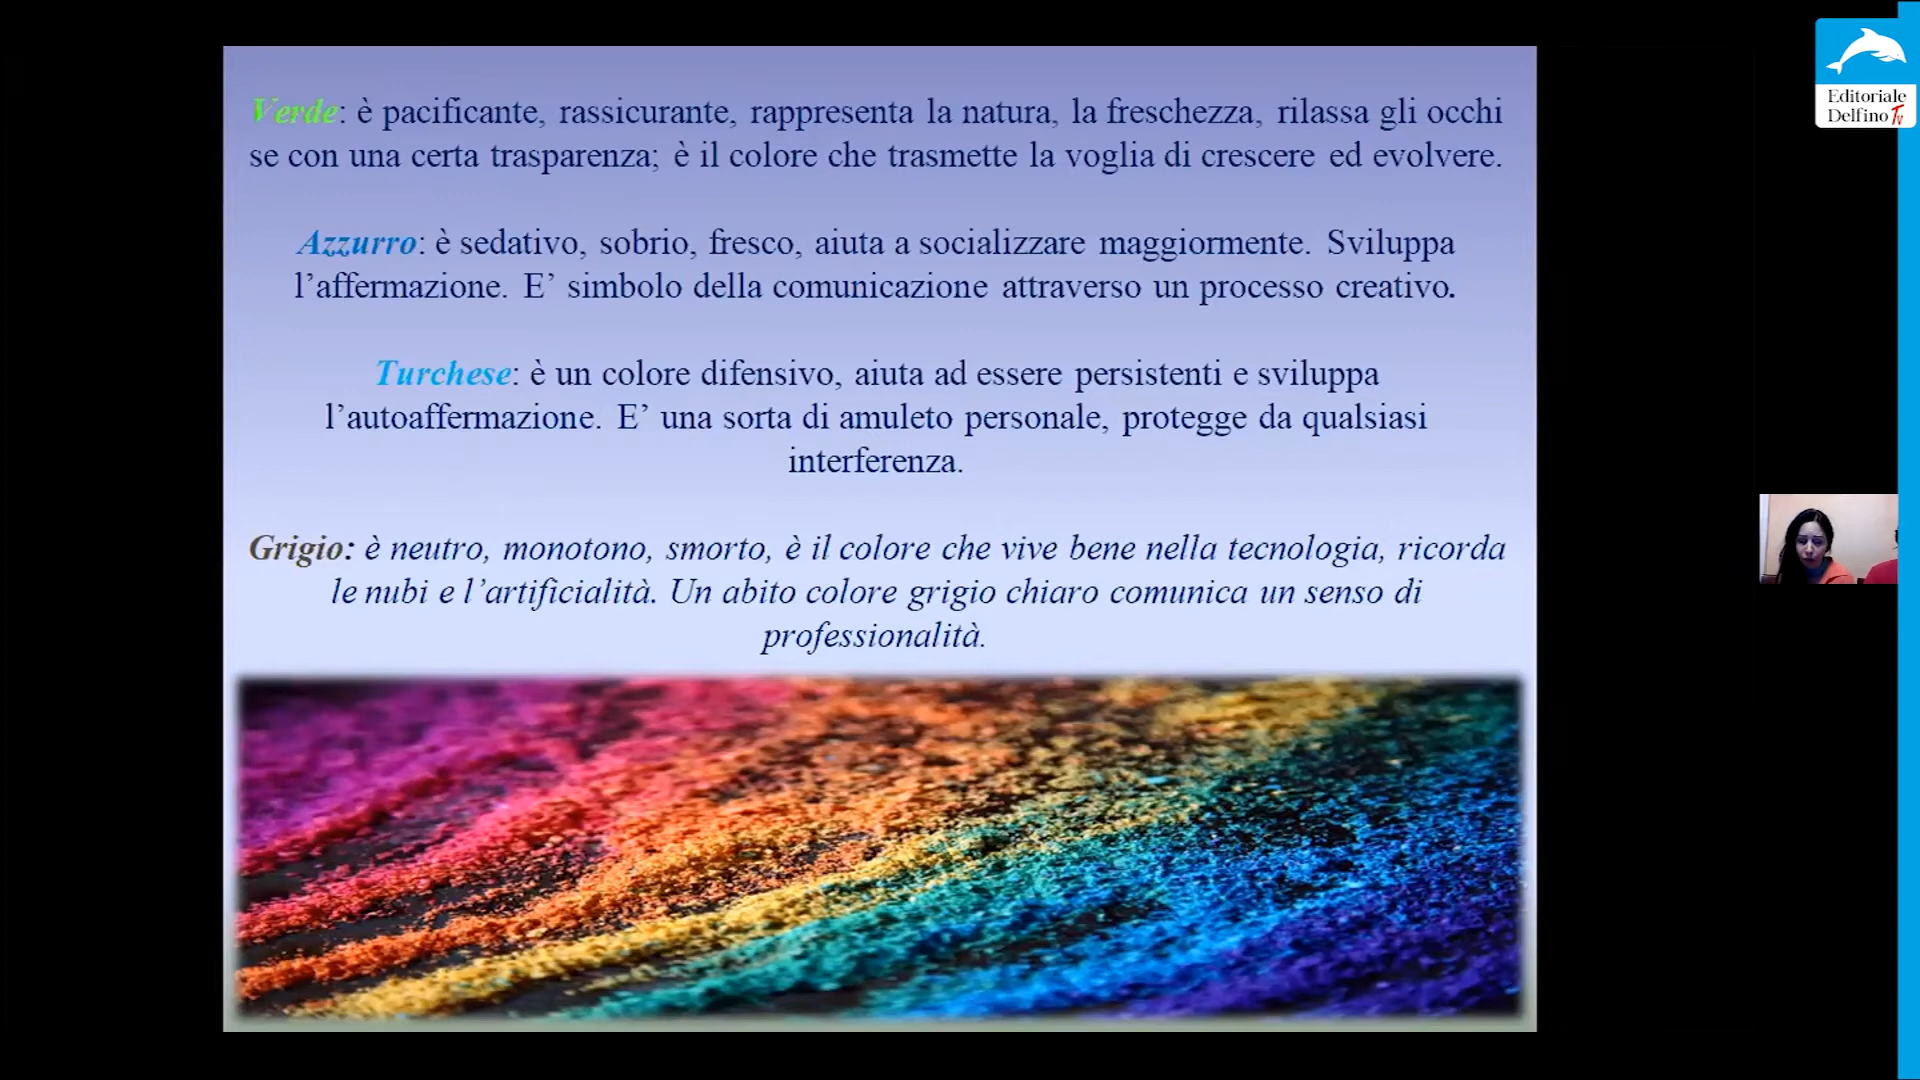 Verde: è pacificante, rassicurante, rappresenta la natura, la freschezza, rilassa gli occhi
se con una certa trasparenza; è il colore che trasmette la voglia di crescere ed evolvere.
Azzurro: è sedativo, sobrio, fresco, aiuta a socializzare maggiormente. Sviluppa
l’affermazione. E’ simbolo della comunicazione attraverso un processo creativo.
Turchese: è un colore difensivo, aiuta ad essere persistenti e sviluppa
l’autoaffermazione. E’ una sorta di amuleto personale, protegge da qualsiasi
interferenza.
Grigio: è neutro, monotono, smorto, è il colore che vive bene nella tecnologia, ricorda
le nubi e l’artificialità. Un abito colore grigio chiaro comunica un senso di
professionalità.
Editoriale
Delfino Tv